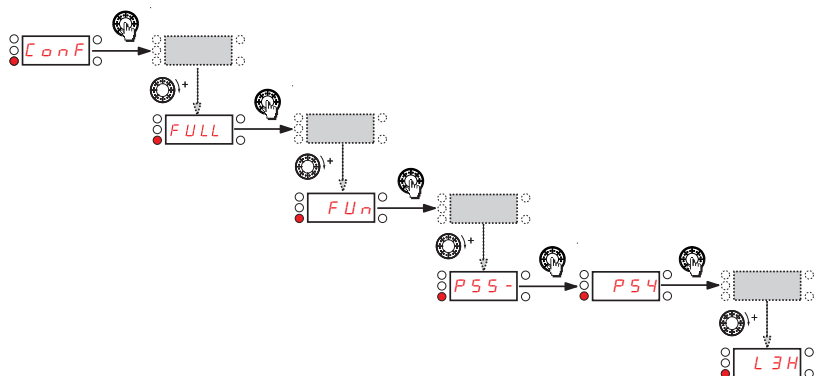 ConF
+
FULL
+
FUn
+
PSS-
PS4
+
L3H